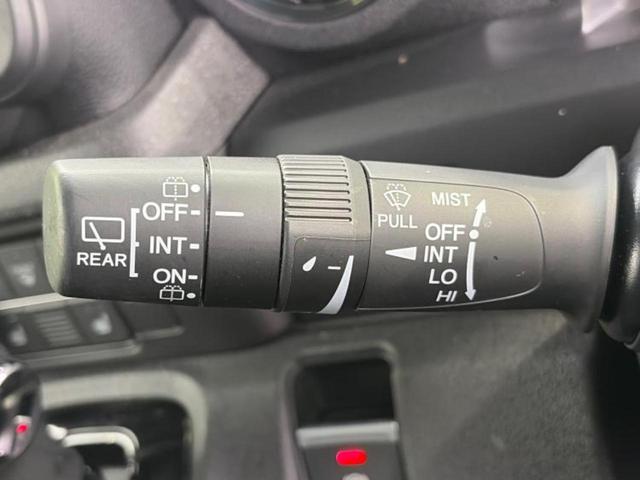 REAR
OFF
INT
ON
PULL
MIST
OFF
INT
LO
HI